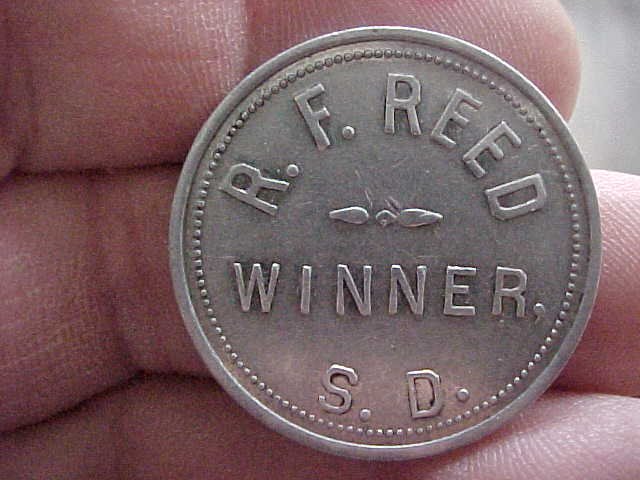 R. F. REED
WINNER,
S. D.